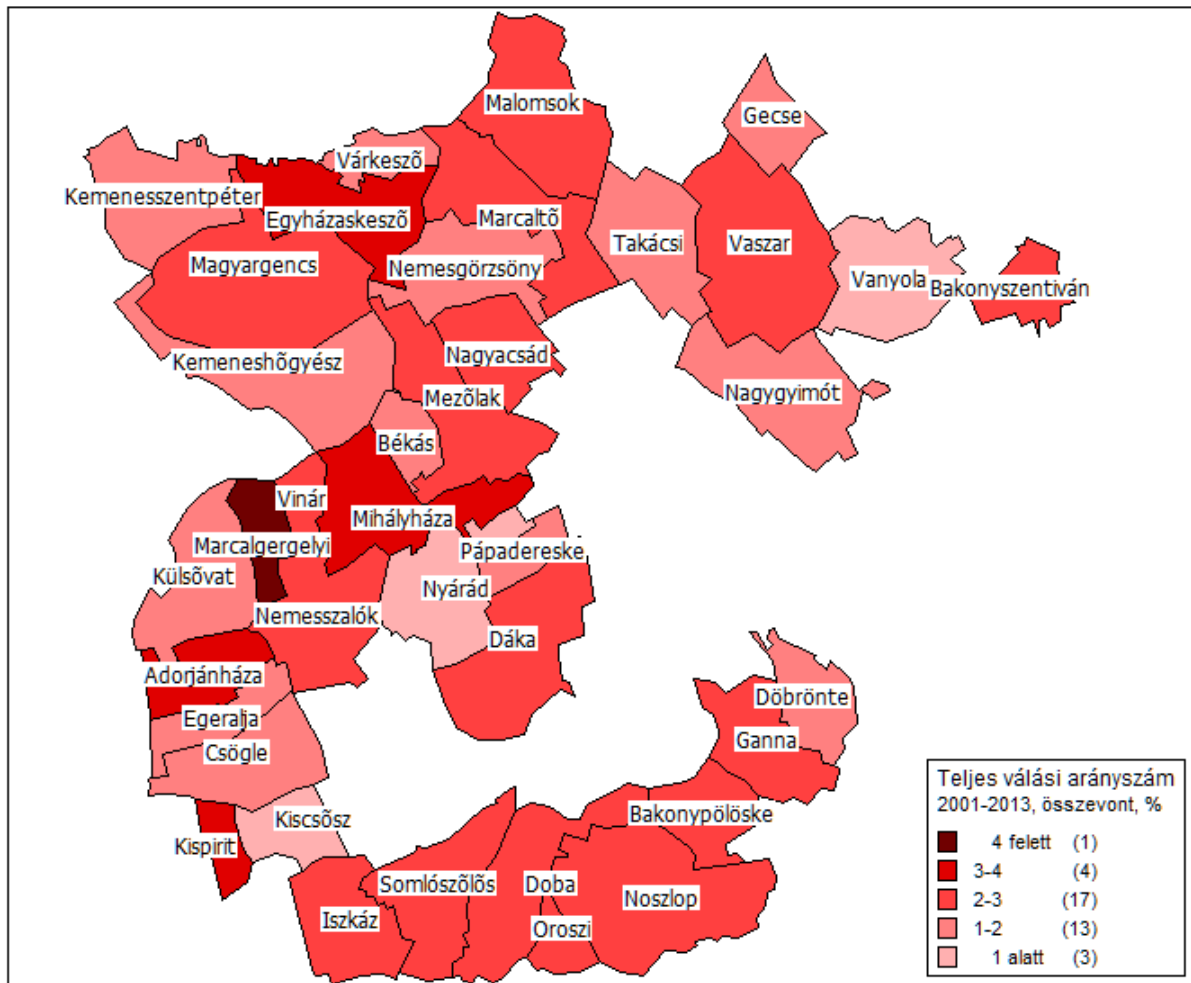 Malomsok
Gecse
Várkeszõ
Kemenesszentpéter
Egyházaskeszõ
Marcaltõ
Takácsi
Vaszar
Magyargencs
Nemesgörzsöny
Vanyola
Bakonyszentiván
Kemeneshõgyész
Nagyacsád
Mezõlak
Nagygyimót
Békás
Vinár
Mihályháza
Marcalgergelyi
Pápadereske
Külsõvat
Nyárád
Nemesszalók
Dáka
Adorjánháza
Döbrönte
Egeralja
Ganna
Csögle
Kiscsõsz
Bakonypölöske
Kispirit
Somlószõlõs
Doba
Noszlop
Iszkáz
Oroszi
Teljes válási arányszám
2001-2013, összevont, %
4 felett (1)
3-4 (4)
2-3 (17)
1-2 (13)
1 alatt (3)